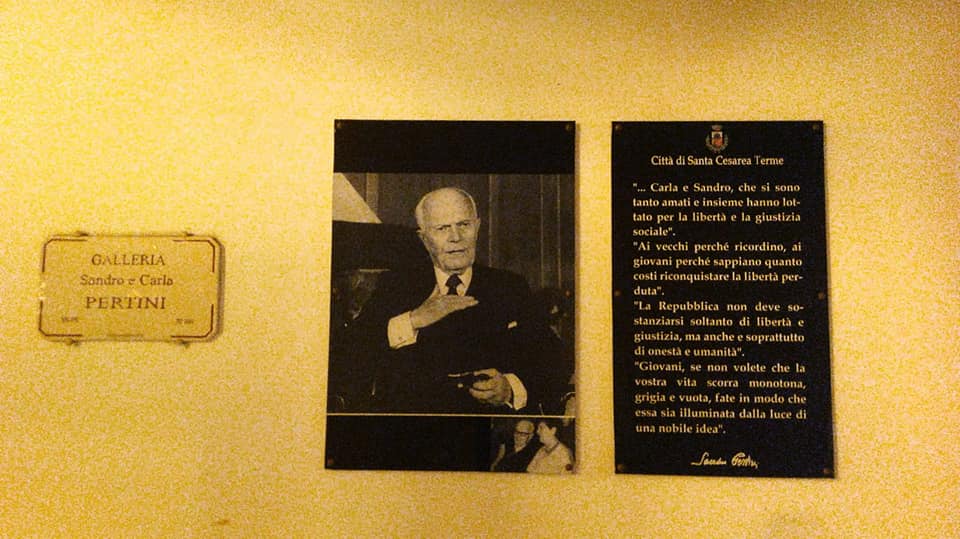 GALLERIA
Sandro e Carla
PERTINI
Città di Santa Cesarea Terme
"... Carla e Sandro, che si sono
tanto amati e insieme hanno lot-
tato per la libertà e la giustizia
sociale".
"Ai vecchi perché ricordino, ai
giovani perché sappiano quanto
costi riconquistare la libertà per-
duta".
"La Repubblica non deve so-
stanziarsi soltanto di libertà e
giustizia, ma anche e soprattutto
di onestà e umanità".
"Giovani, se non volete che la
vostra vita scorra monotona,
grigia e vuota, fate in modo che
essa sia illuminata dalla luce di
una nobile idea".
Sandro Pertini